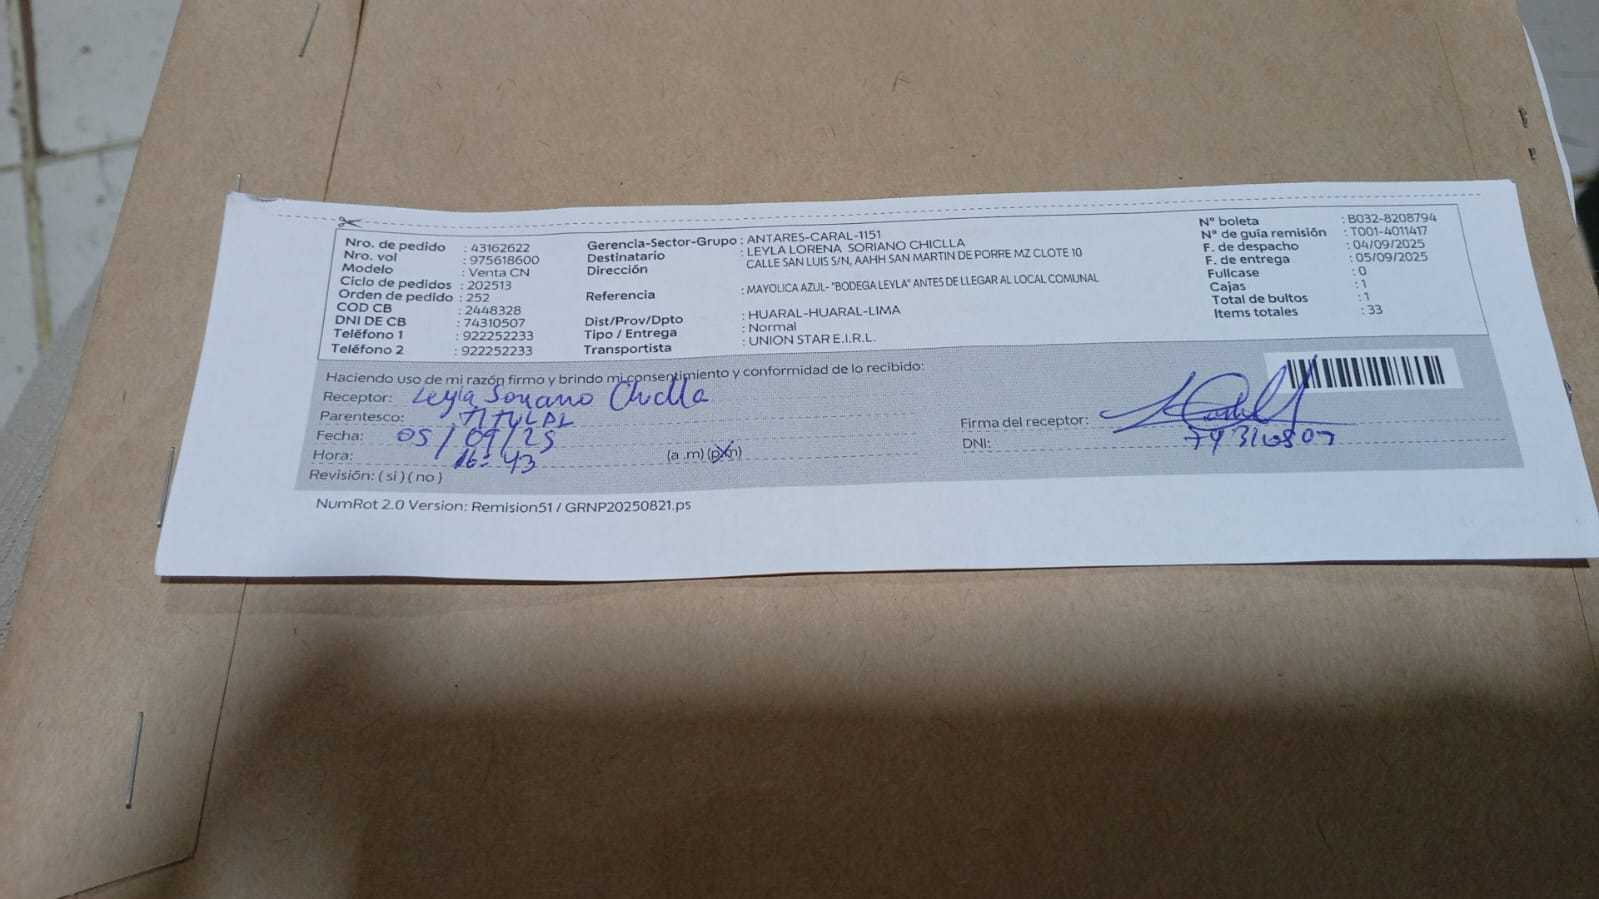 Nro. de pedido : 43162622
Nro. vol : 975618600
Modelo : Venta CN
Ciclo de pedidos : 202513
Orden de pedido : 252
COD CB : 2448328
DNI DE CB : 74310507
Teléfono 1 : 922252233
Teléfono 2 : 922252233
Gerencia-Sector-Grupo : ANTARES-CARAL-1151
Destinatario : LEYLA LORENA SORIANO CHICLLA
Dirección CALLE SAN LUIS S/N, AAHH SAN MARTIN DE PORRE MZ CLOTE 10
Referencia : MAYOLICA AZUL- "BODEGA LEYLA" ANTES DE LLEGAR AL LOCAL COMUNAL
Dist/Prov/Dpto : HUARAL-HUARAL-LIMA
Tipo / Entrega : Normal
Transportista : UNION STAR E.I.R.L.
N° boleta : B032-8208794
N° de guía remisión : T001-4011417
F. de despacho : 04/09/2025
F. de entrega : 05/09/2025
Fullcase : 0
Cajas : 1
Total de bultos : 1
Items totales : 33
Haciendo uso de mi razón firmo y brindo mi consentimiento y conformidad de lo recibido:
Receptor: Leyla Soriano Chiclla
Parentesco: TITULAR
Fecha: 05/09/25
Hora: 16:43 (a .m) (p.m)
Revisión: ( si ) ( no )
Firma del receptor:
DNI: 74310507
NumRot 2.0 Version: Remision51 / GRNP20250821.ps